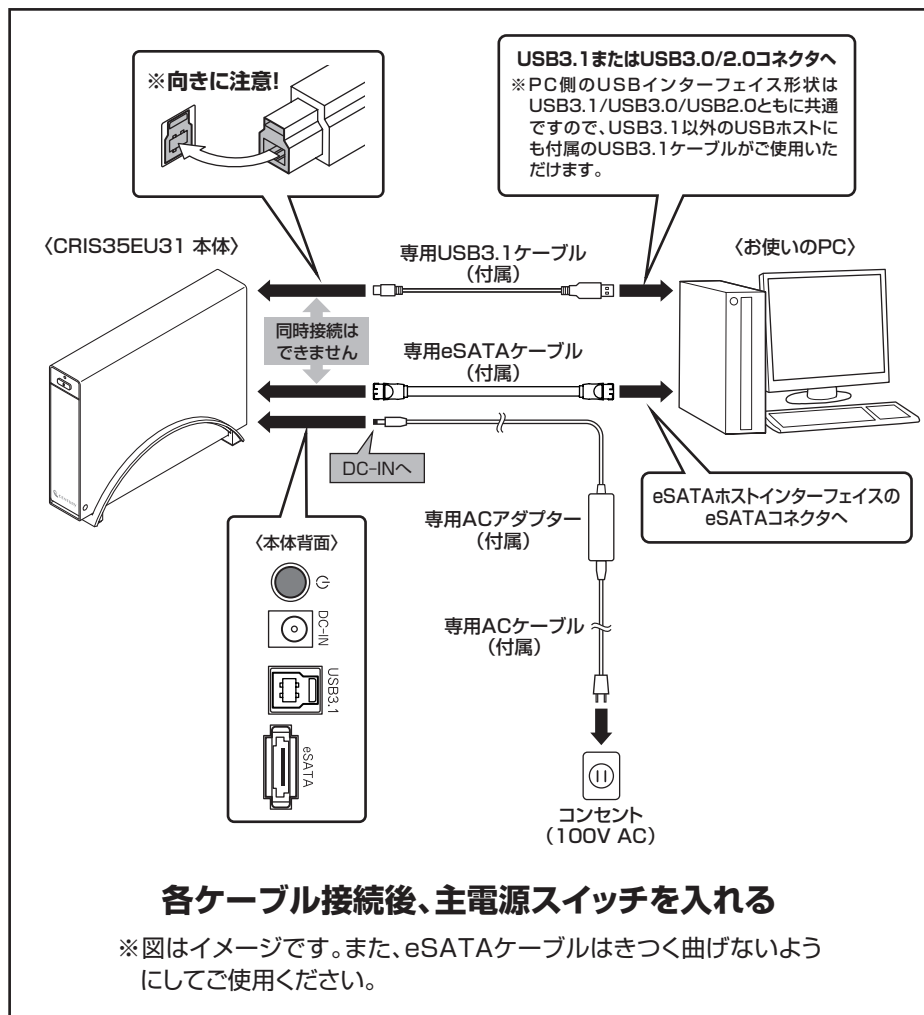 ※向きに注意!
USB3.1またはUSB3.0/2.0コネクタへ
※PC側のUSBインターフェイス形状は
USB3.1/USB3.0/USB2.0ともに共通
ですので、USB3.1以外のUSBホストに
も付属のUSB3.1ケーブルがご使用いた
だけます。
〈CRIS35EU31 本体〉
専用USB3.1ケーブル
（付属）
〈お使いのPC〉
同時接続は
できません
専用eSATAケーブル
（付属）
DC-INへ
eSATAホストインターフェイスの
eSATAコネクタへ
専用ACアダプター
（付属）
〈本体背面〉
DC-IN
USB3.1
eSATA
専用ACケーブル
（付属）
コンセント
（100V AC）
各ケーブル接続後、主電源スイッチを入れる
※図はイメージです。また、eSATAケーブルはきつく曲げないよう
にしてご使用ください。